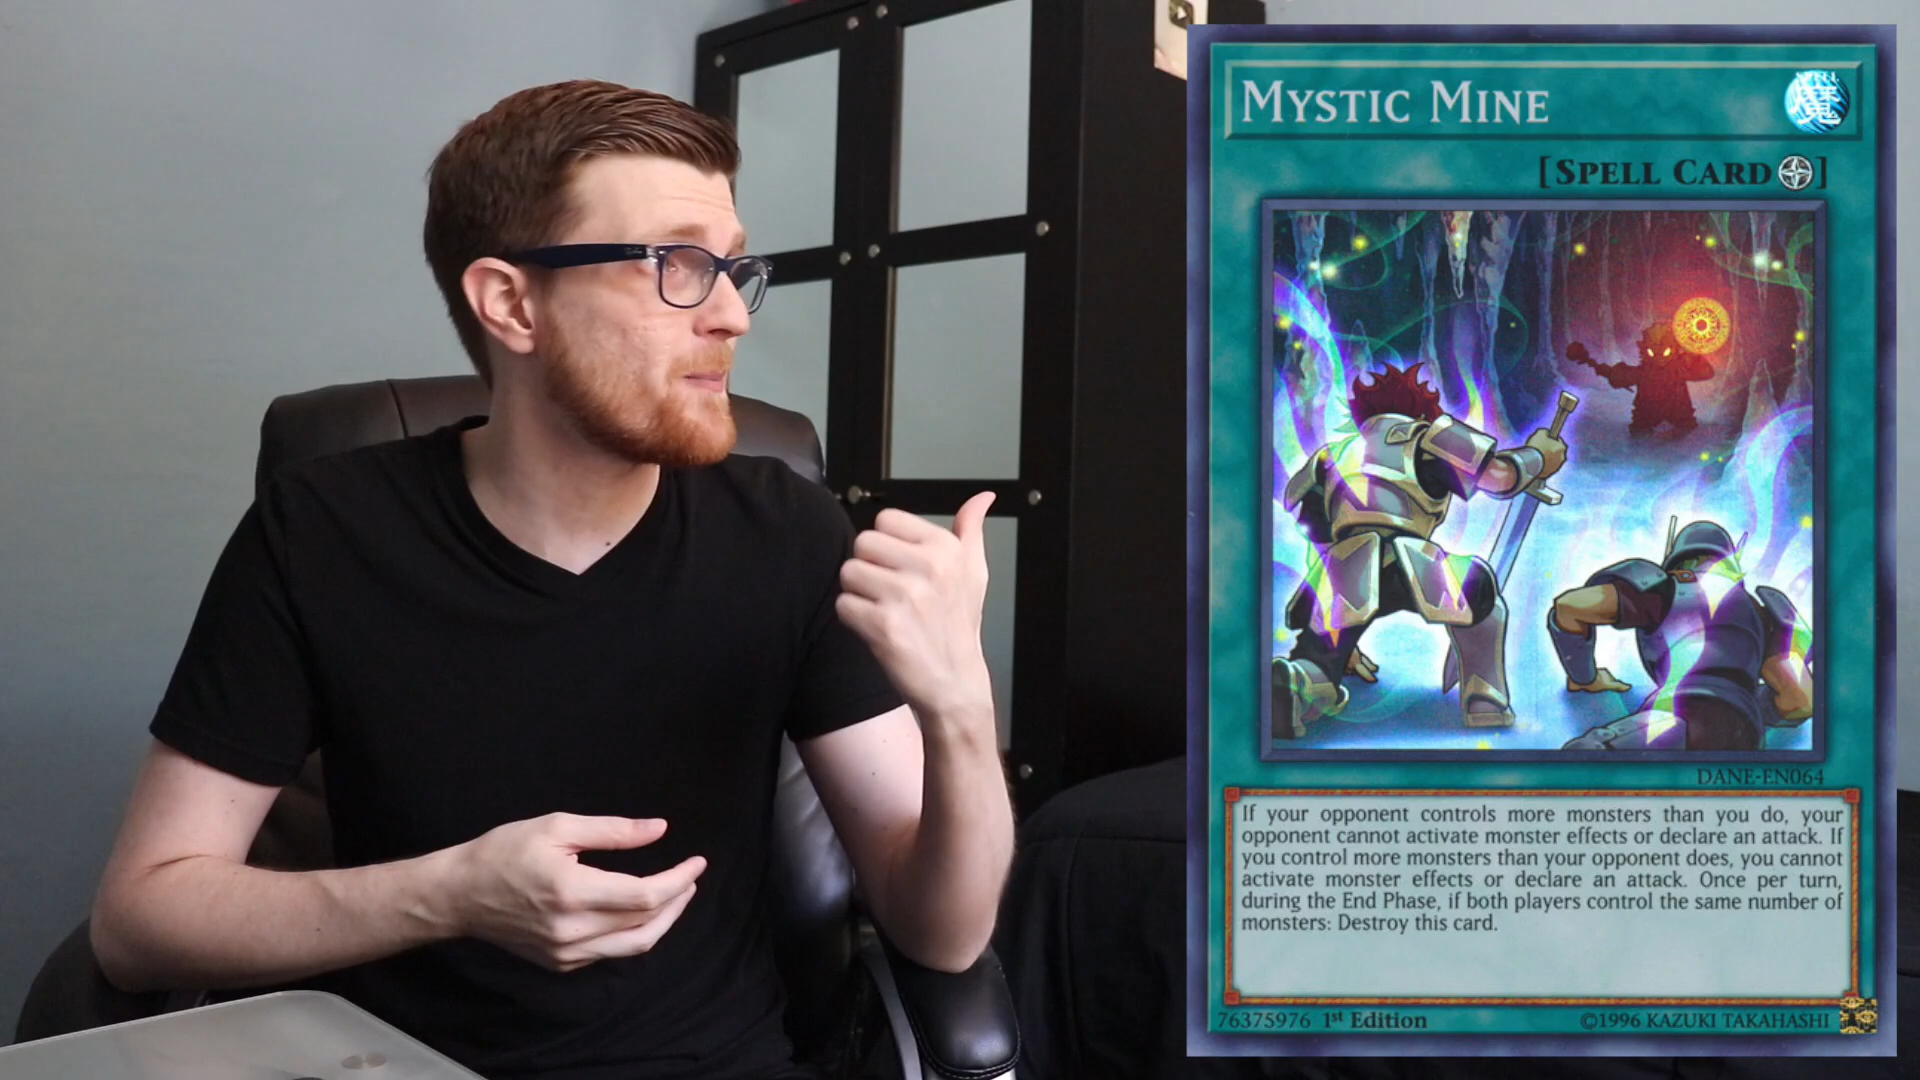 MYSTIC MINE
魔
[SPELL CARD]
DANE-EN064
If your opponent controls more monsters than you do, your
opponent cannot activate monster effects or declare an attack. If
you control more monsters than your opponent does, you cannot
activate monster effects or declare an attack. Once per turn,
during the End Phase, if both players control the same number of
monsters: Destroy this card.
76375976 1st Edition
©1996 KAZUKI TAKAHASHI